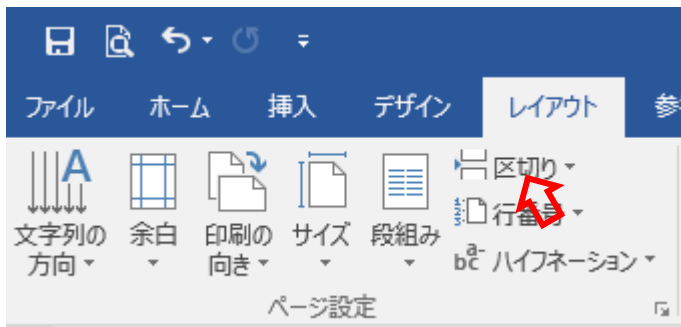 ファイル ホーム 挿入 デザイン レイアウト 参
文字列の方向
余白
印刷の向き
サイズ
段組み
区切り
行番号
ハイフネーション
ページ設定